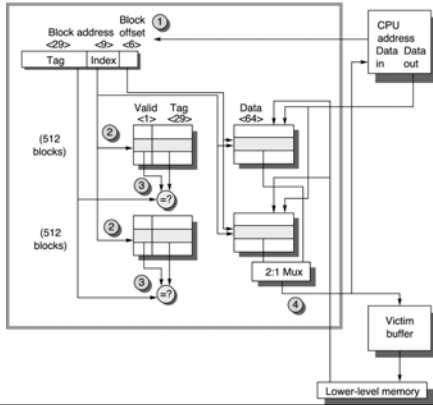 Block address
Block
offset
<29>
<9>
<6>
Tag
Index
1
CPU
address
Data Data
in out
Valid
<1>
Tag
<29>
Data
<64>
(512
blocks)
2
3
=?
(512
blocks)
2
3
=?
2:1 Mux
4
Victim
buffer
Lower-level memory